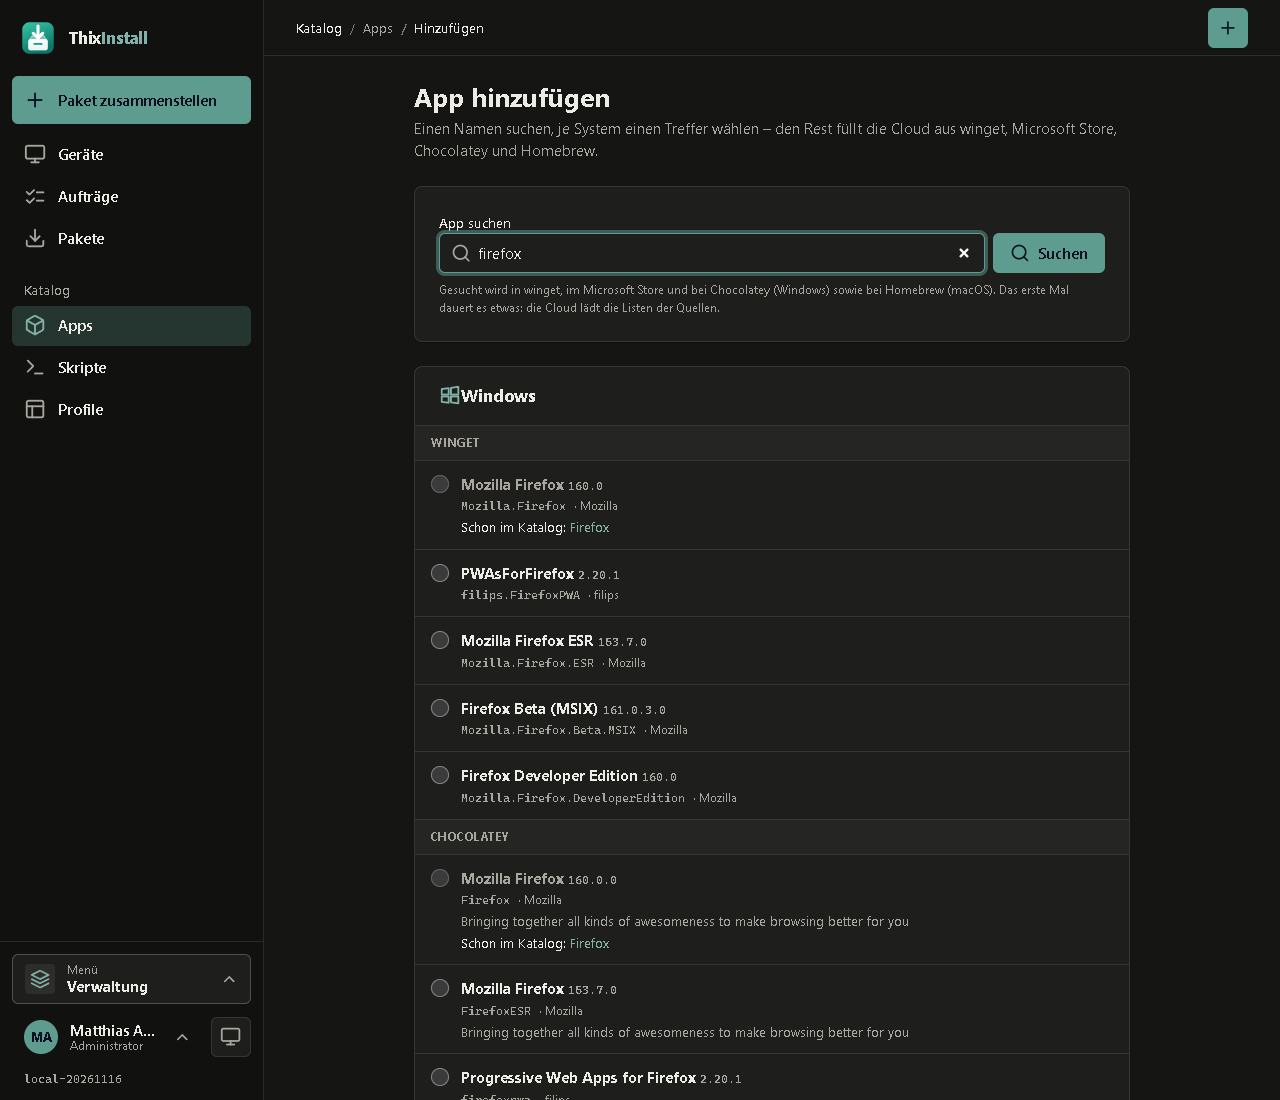 ThixInstall
Paket zusammenstellen
Geräte
Aufträge
Pakete
Katalog
Apps
Skripte
Profile
Menü
Verwaltung
MA
Matthias A...
Administrator
local-20261116
Katalog / Apps / Hinzufügen
App hinzufügen
Einen Namen suchen, je System einen Treffer wählen – den Rest füllt die Cloud aus winget, Microsoft Store,
Chocolatey und Homebrew.
App suchen
firefox
Suchen
Gesucht wird in winget, im Microsoft Store und bei Chocolatey (Windows) sowie bei Homebrew (macOS). Das erste Mal
dauert es etwas: die Cloud lädt die Listen der Quellen.
Windows
WINGET
Mozilla Firefox 160.0
Mozilla.Firefox · Mozilla
Schon im Katalog: Firefox
PWAsForFirefox 2.20.1
filips.FirefoxPWA · filips
Mozilla Firefox ESR 153.7.0
Mozilla.Firefox.ESR · Mozilla
Firefox Beta (MSIX) 161.0.3.0
Mozilla.Firefox.Beta.MSIX · Mozilla
Firefox Developer Edition 160.0
Mozilla.Firefox.DeveloperEdition · Mozilla
CHOCOLATEY
Mozilla Firefox 160.0.0
Firefox · Mozilla
Bringing together all kinds of awesomeness to make browsing better for you
Schon im Katalog: Firefox
Mozilla Firefox 153.7.0
FirefoxESR · Mozilla
Bringing together all kinds of awesomeness to make browsing better for you
Progressive Web Apps for Firefox 2.20.1
firefoxpwa · filips